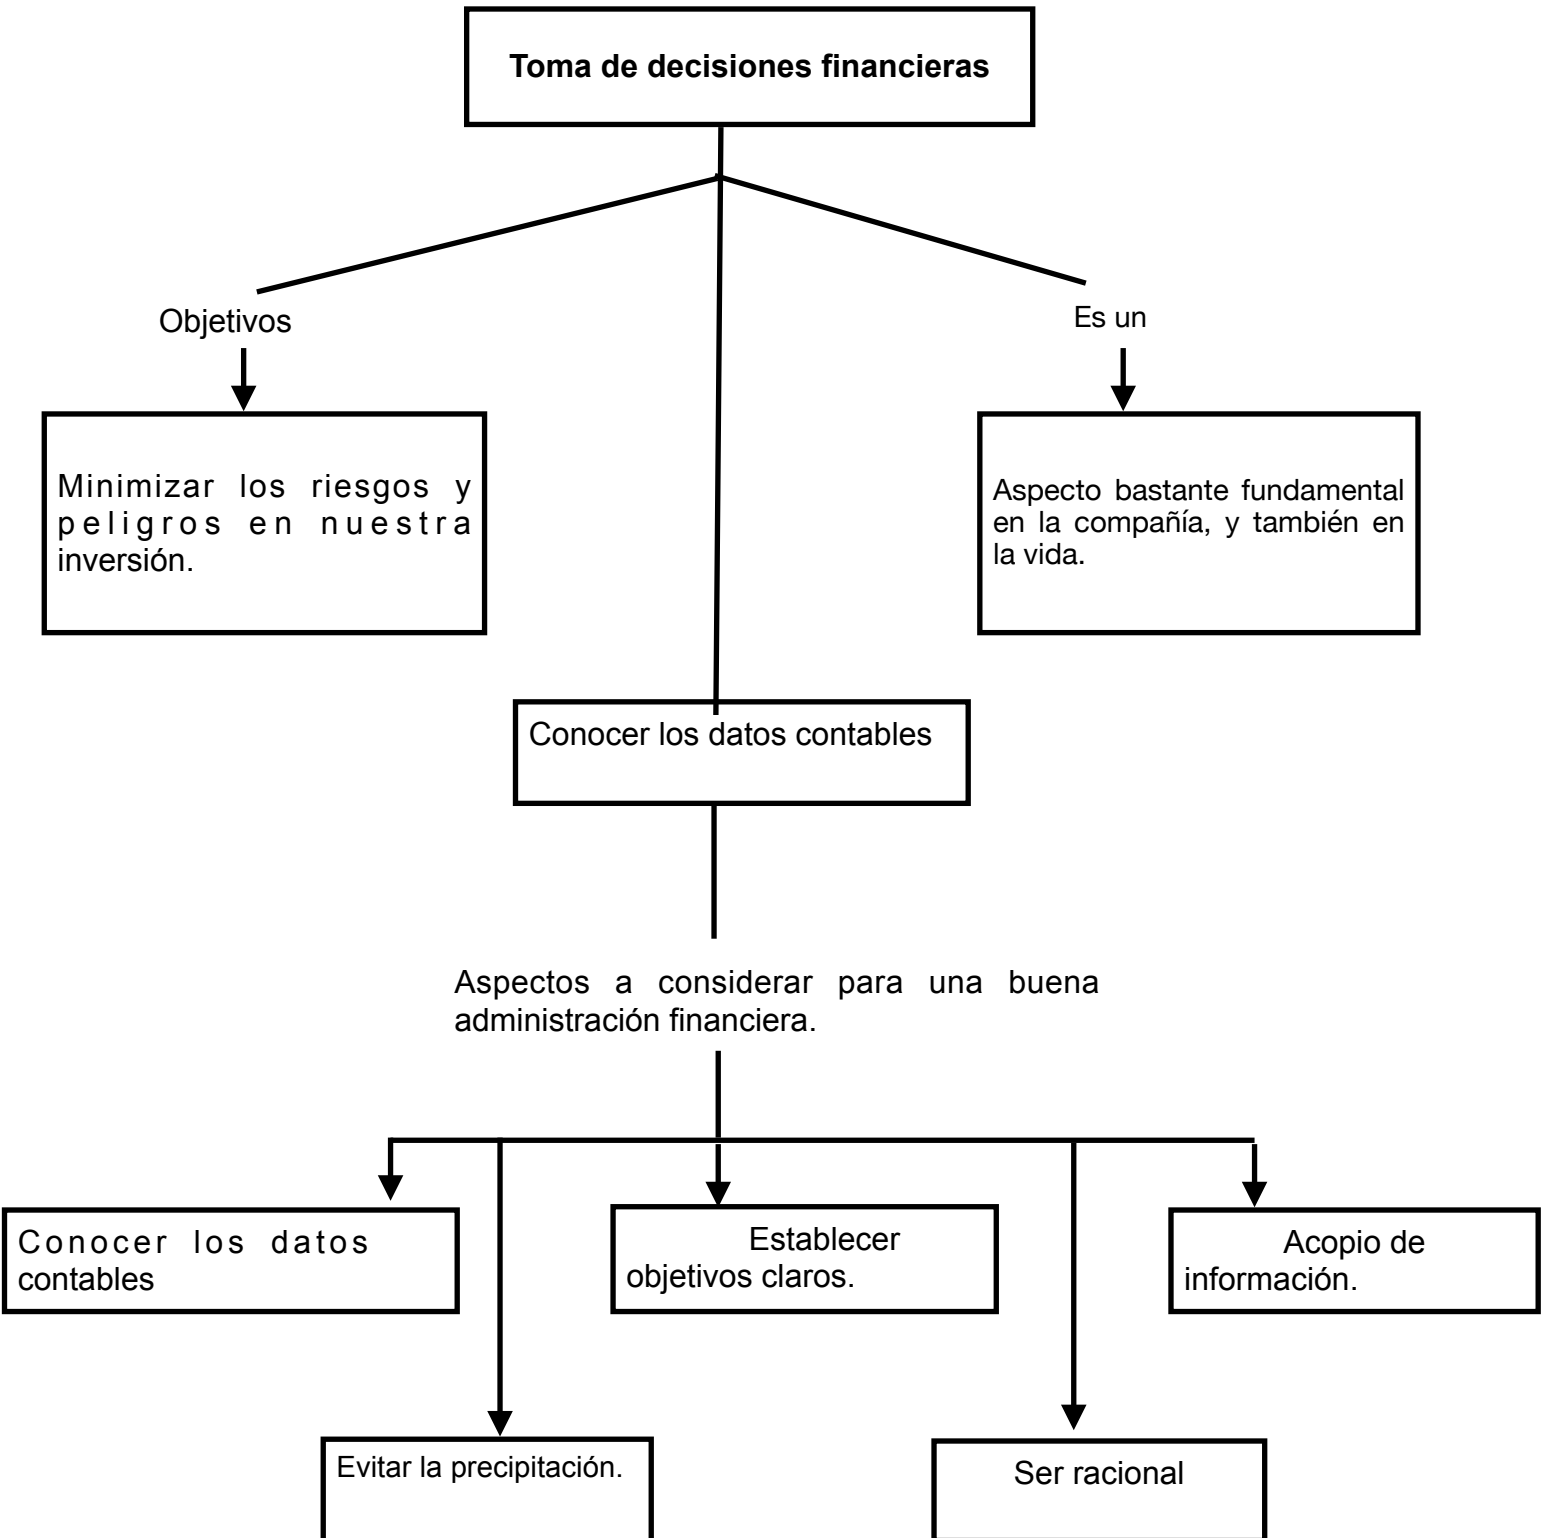 Toma de decisiones financieras
Objetivos
Es un
Minimizar los riesgos y
peligros en nuestra
inversión.
Aspecto bastante fundamental
en la compañía, y también en
la vida.
Conocer los datos contables
Aspectos a considerar para una buena
administración financiera.
Conocer los datos
contables
Establecer
objetivos claros.
Acopio de
información.
Evitar la precipitación.
Ser racional